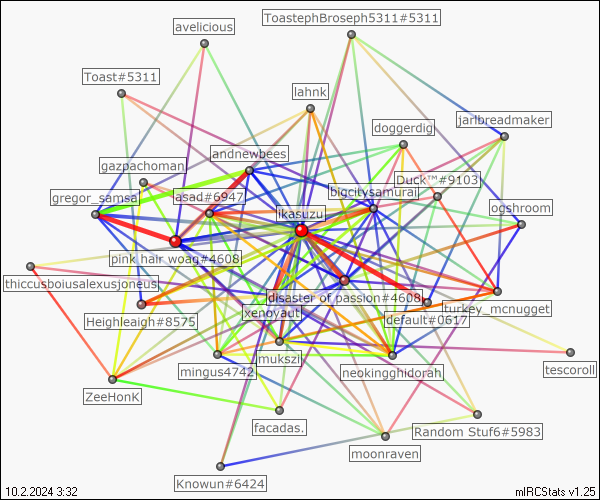 ToastephBroseph5311#5311
avelicious
Toast#5311
lahnk
jarlbreadmaker
doggerdig
andnewbees
gazpachoman
Duck™#9103
bigcitysamuraj
gregor_samsa
asad#6947
ikasuzu
ogshroom
pink hair woag#4608
thiccusboiusalexusjoneus
disaster of passion#4608
turkey_mcnugget
xenoyaut
default#0617
Heighleaigh#8575
mukszi
mingus4742
neokingghidorah
tescoroll
ZeeHonK
facadas.
Random Stuf6#5983
moonraven
Knowun#6424
10.2.2024 3:32
mIRCStats v1.25